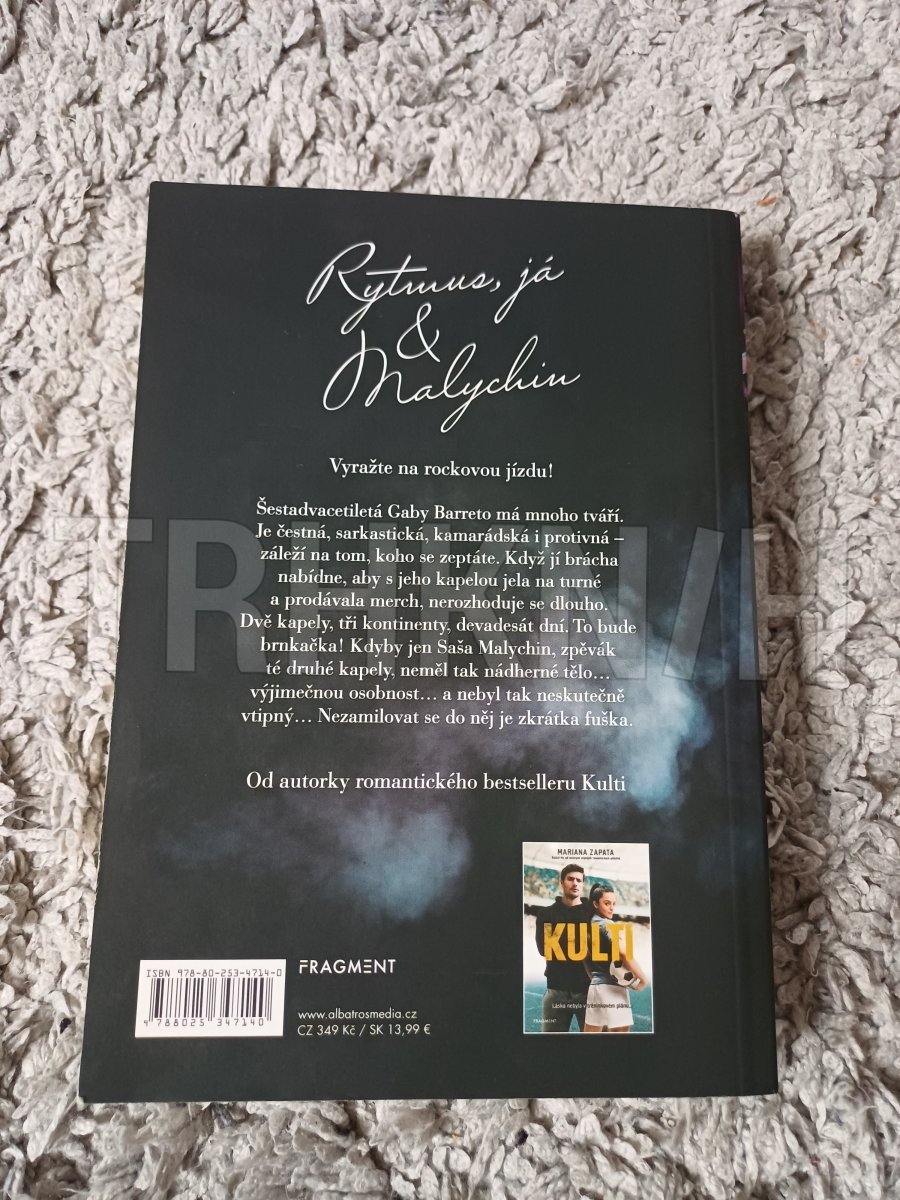 Rytmus, já
&
Malychin
Vyražte na rockovou jízdu!
Šestadvacetiletá Gaby Barreto má mnoho tváří.
Je čestná, sarkastická, kamarádská i protivná –
záleží na tom, koho se zeptáte. Když jí brácha
nabídne, aby s jeho kapelou jela na turné
a prodávala merch, nerozhoduje se dlouho.
Dvě kapely, tři kontinenty, devadesát dní. To bude
brnkačka! Kdyby jen Saša Malychin, zpěvák
té druhé kapely, neměl tak nádherné tělo…
výjimečnou osobnost… a nebyl tak neskutečně
vtipný… Nezamilovat se do něj je zkrátka fuška.
Od autorky romantického bestselleru Kulti
MARIANA ZAPATA
KULTI
Láska nebyla v tréninkovém plánu.
FRAGMENT
ISBN 978-80-253-4714-0
9 788025 347140
FRAGMENT
www.albatrosmedia.cz
CZ 349 Kč / SK 13,99 €